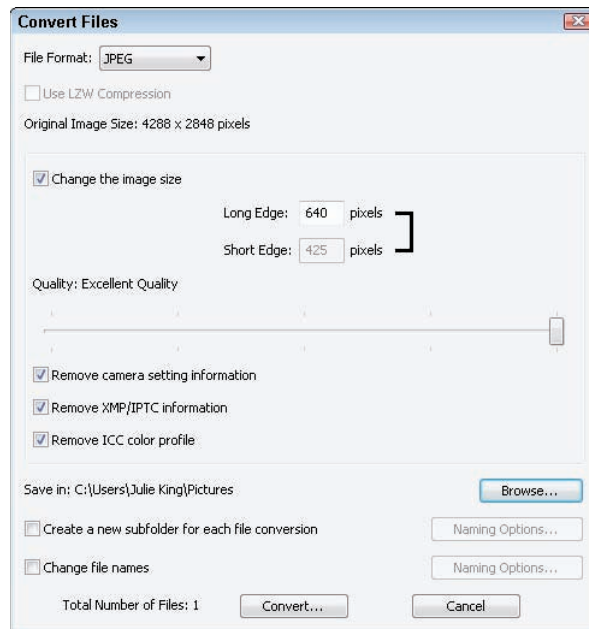 Convert Files
File Format: JPEG
Use LZW Compression
Original Image Size: 4288 x 2848 pixels
Change the image size
Long Edge: 640 pixels
Short Edge: 425 pixels
Quality: Excellent Quality
Remove camera setting information
Remove XMP/IPTC information
Remove ICC color profile
Save in: C:\Users\Julie King\Pictures Browse...
Create a new subfolder for each file conversion Naming Options...
Change file names Naming Options...
Total Number of Files: 1 Convert... Cancel